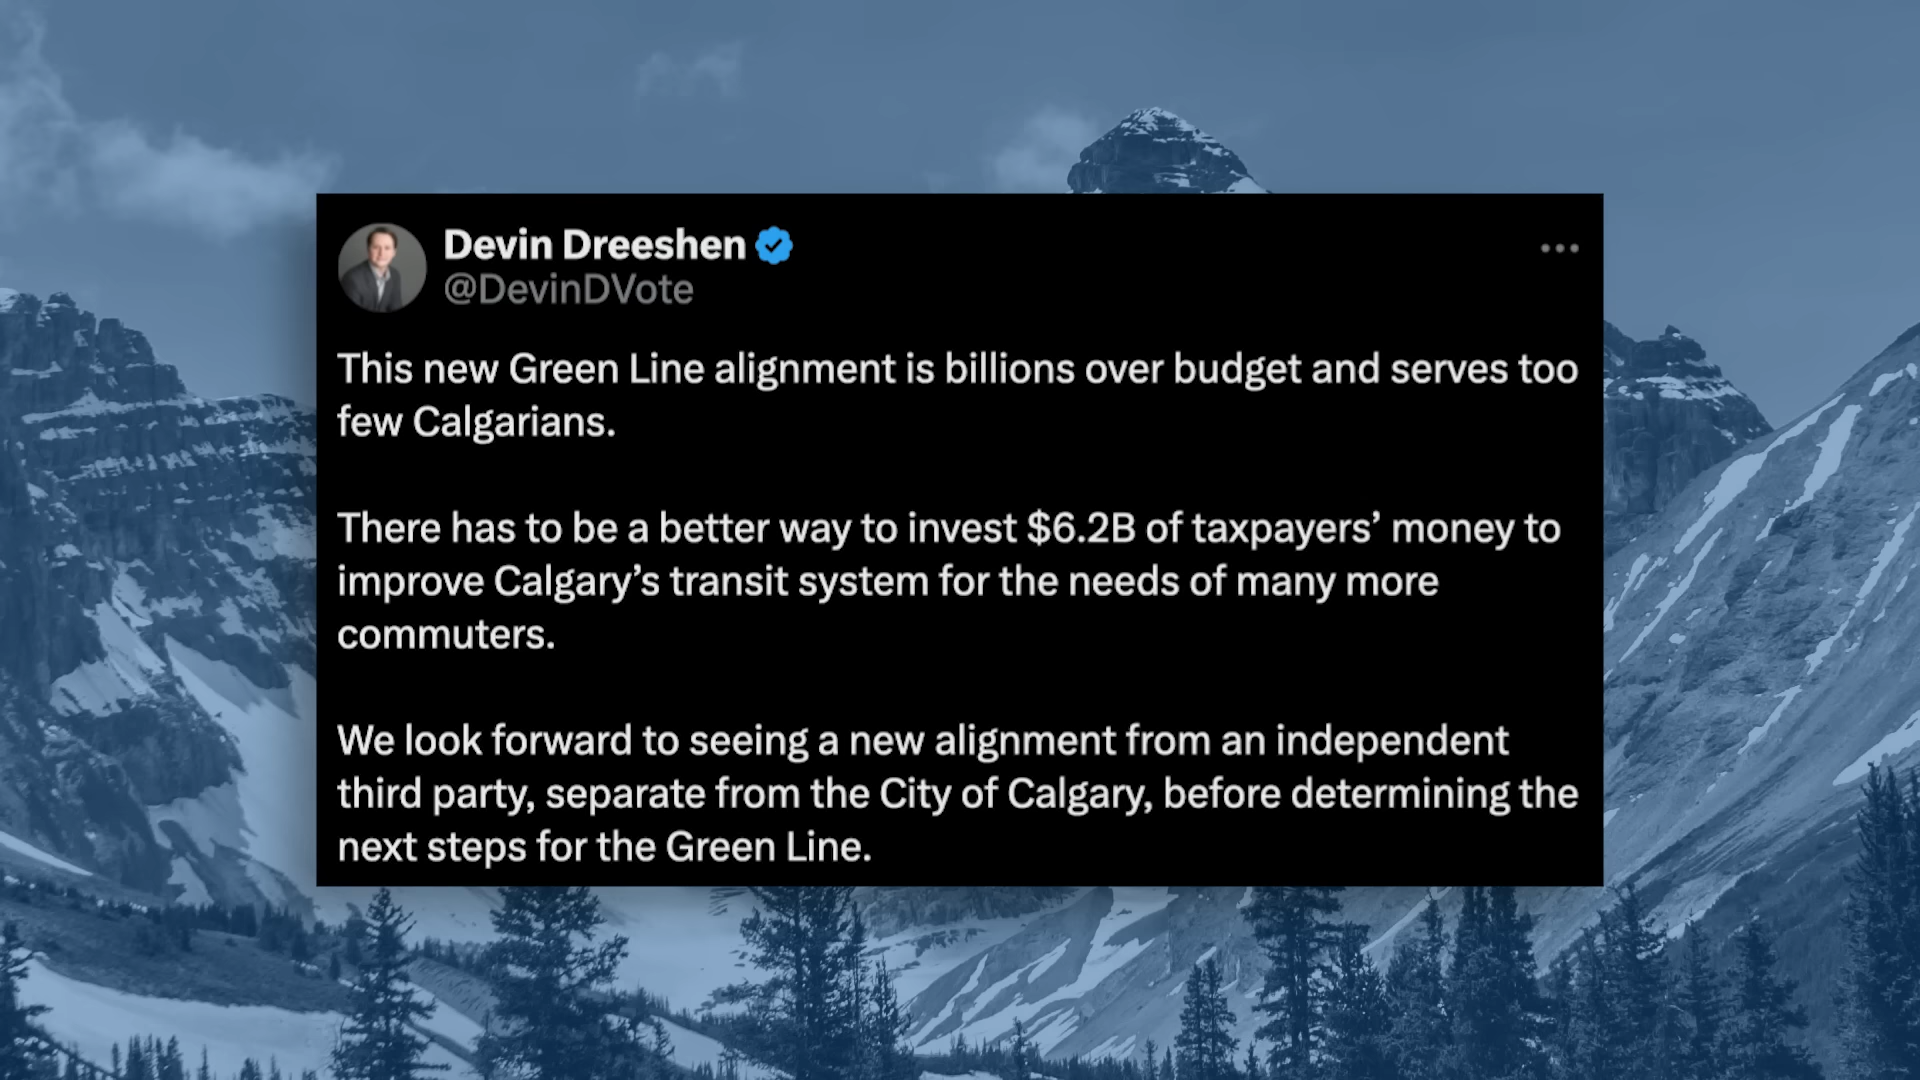 Devin Dreeshen
@DevinDVote
This new Green Line alignment is billions over budget and serves too
few Calgarians.
There has to be a better way to invest $6.2B of taxpayers’ money to
improve Calgary’s transit system for the needs of many more
commuters.
We look forward to seeing a new alignment from an independent
third party, separate from the City of Calgary, before determining the
next steps for the Green Line.